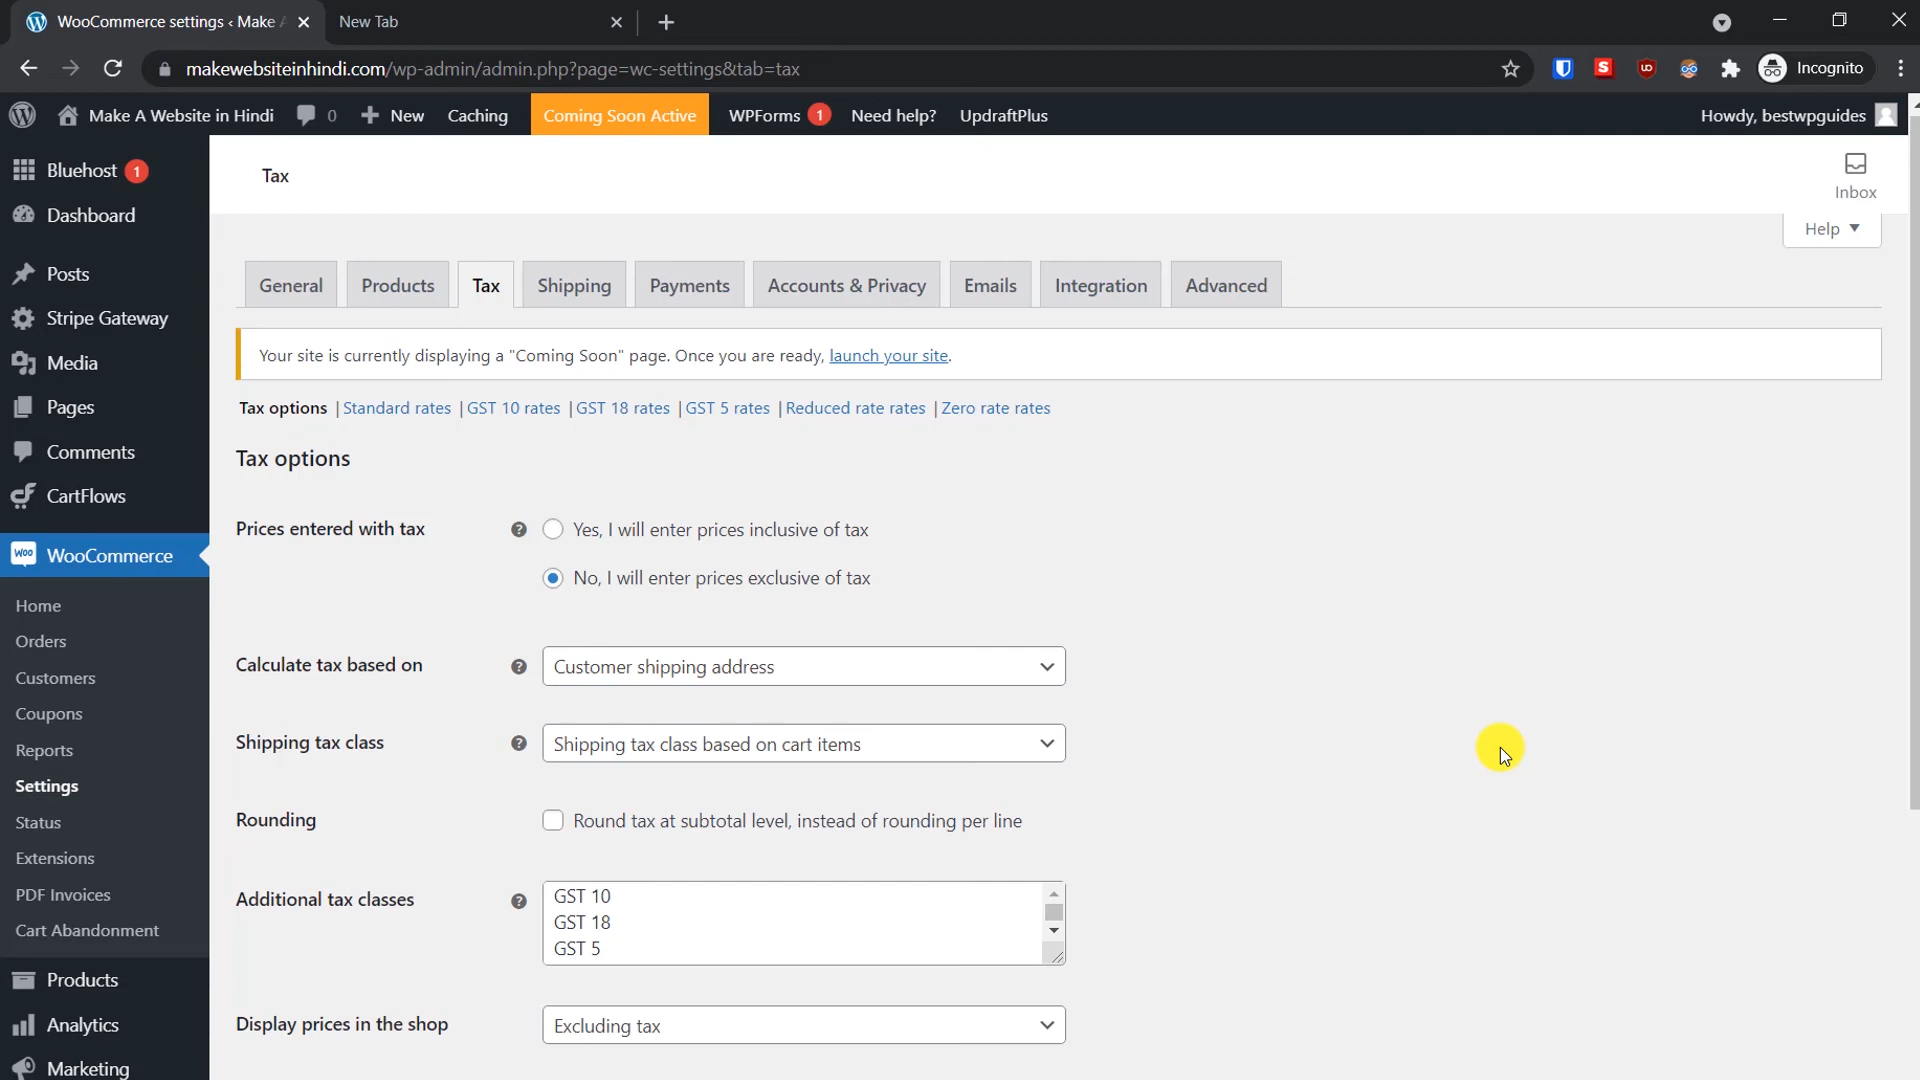 WooCommerce settings ‹ Make A
New Tab
makewebsiteinhindi.com/wp-admin/admin.php?page=wc-settings&tab=tax
Incognito
Make A Website in Hindi
0
New
Caching
Coming Soon Active
WPForms 1
Need help?
UpdraftPlus
Howdy, bestwpguides
Bluehost 1
Dashboard
Posts
Stripe Gateway
Media
Pages
Comments
CartFlows
WooCommerce
Home
Orders
Customers
Coupons
Reports
Settings
Status
Extensions
PDF Invoices
Cart Abandonment
Products
Analytics
Marketing
Tax
Inbox
Help
General
Products
Tax
Shipping
Payments
Accounts & Privacy
Emails
Integration
Advanced
Your site is currently displaying a "Coming Soon" page. Once you are ready, launch your site.
Tax options | Standard rates | GST 10 rates | GST 18 rates | GST 5 rates | Reduced rate rates | Zero rate rates
Tax options
Prices entered with tax
Yes, I will enter prices inclusive of tax
No, I will enter prices exclusive of tax
Calculate tax based on
Customer shipping address
Shipping tax class
Shipping tax class based on cart items
Rounding
Round tax at subtotal level, instead of rounding per line
Additional tax classes
GST 10
GST 18
GST 5
Display prices in the shop
Excluding tax